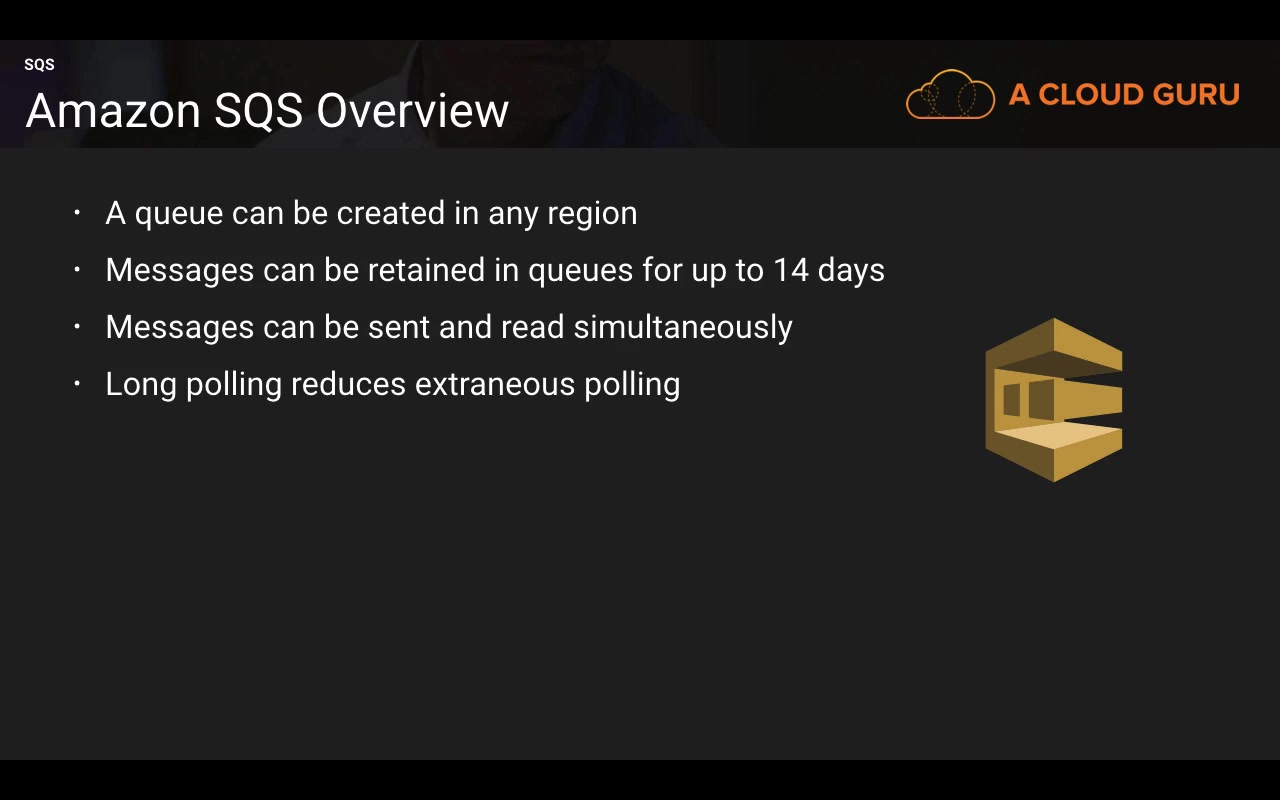 SQS
Amazon SQS Overview
A CLOUD GURU
· A queue can be created in any region
· Messages can be retained in queues for up to 14 days
· Messages can be sent and read simultaneously
· Long polling reduces extraneous polling